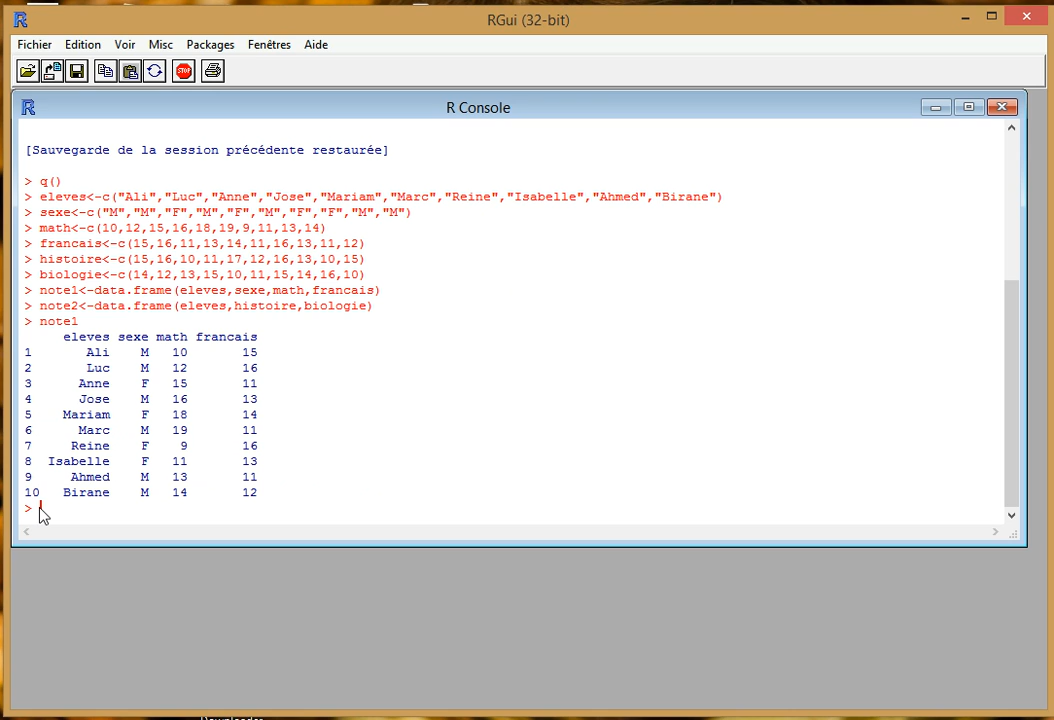 RGui (32-bit)
Fichier Edition Voir Misc Packages Fenêtres Aide
STOP
R Console
[Sauvegarde de la session précédente restaurée]
> q()
> eleves<-c("Ali","Luc","Anne","Jose","Mariam","Marc","Reine","Isabelle","Ahmed","Birane")
> sexe<-c("M","M","F","M","F","M","F","F","M","M")
> math<-c(10,12,15,16,18,19,9,11,13,14)
> francais<-c(15,16,11,13,14,11,16,13,11,12)
> histoire<-c(15,16,10,11,17,12,16,13,10,15)
> biologie<-c(14,12,13,15,10,11,15,14,16,10)
> note1<-data.frame(eleves,sexe,math,francais)
> note2<-data.frame(eleves,histoire,biologie)
> note1
eleves sexe math francais
1 Ali M 10 15
2 Luc M 12 16
3 Anne F 15 11
4 Jose M 16 13
5 Mariam F 18 14
6 Marc M 19 11
7 Reine F 9 16
8 Isabelle F 11 13
9 Ahmed M 13 11
10 Birane M 14 12
>